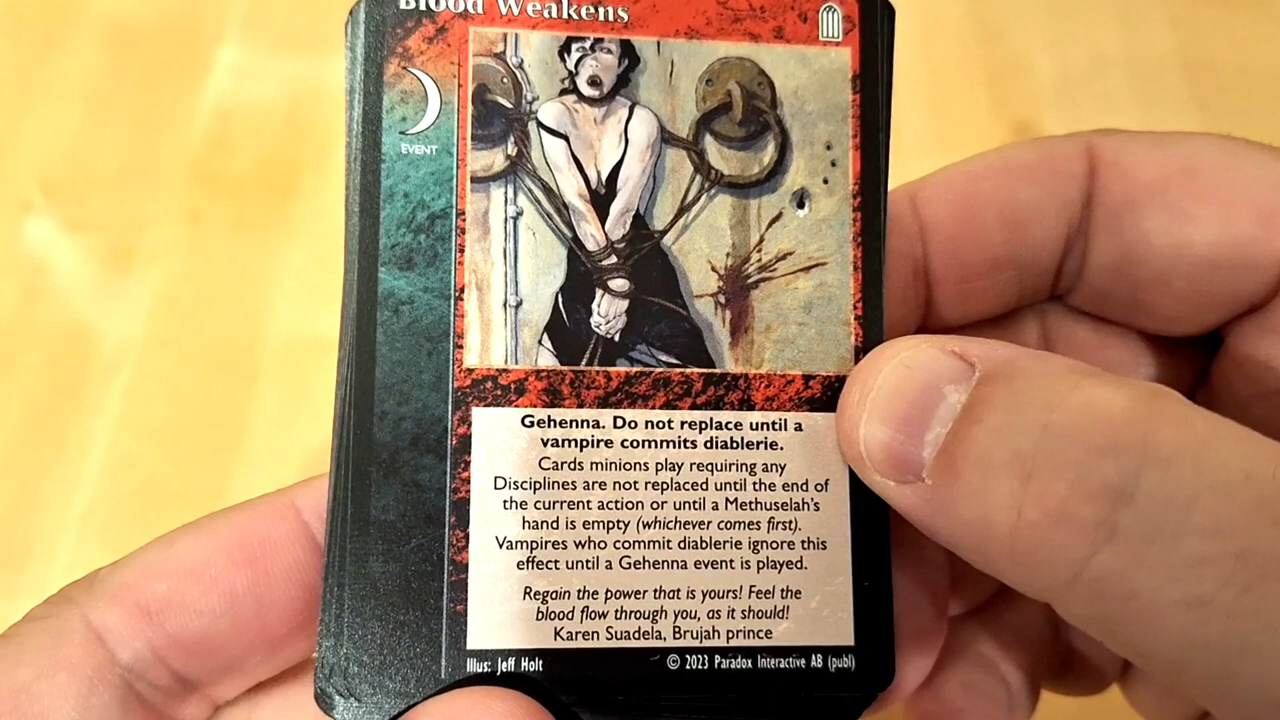 Blood Weakens
EVENT
Gehenna. Do not replace until a
vampire commits diablerie.
Cards minions play requiring any
Disciplines are not replaced until the end of
the current action or until a Methuselah's
hand is empty (whichever comes first).
Vampires who commit diablerie ignore this
effect until a Gehenna event is played.
Regain the power that is yours! Feel the
blood flow through you, as it should!
Karen Suadela, Brujah prince
Illus: Jeff Holt © 2023 Paradox Interactive AB (publ)